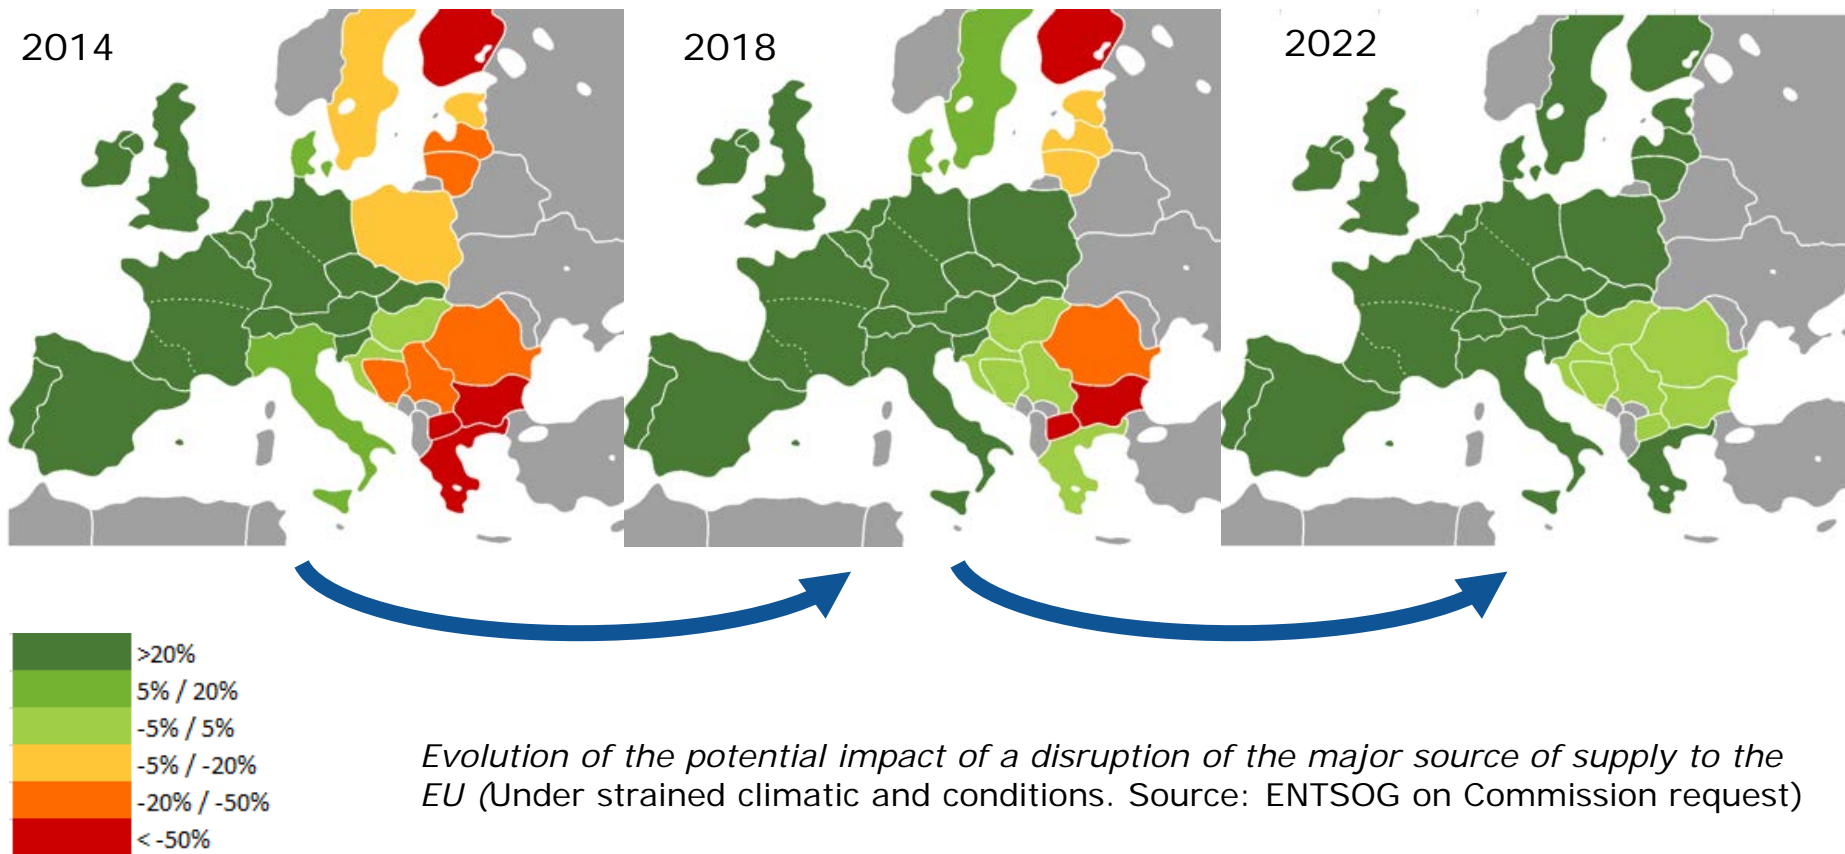 2014
2018
2022
>20%
5% / 20%
-5% / 5%
-5% / -20%
-20% / -50%
< -50%
Evolution of the potential impact of a disruption of the major source of supply to the
EU (Under strained climatic and conditions. Source: ENTSOG on Commission request)